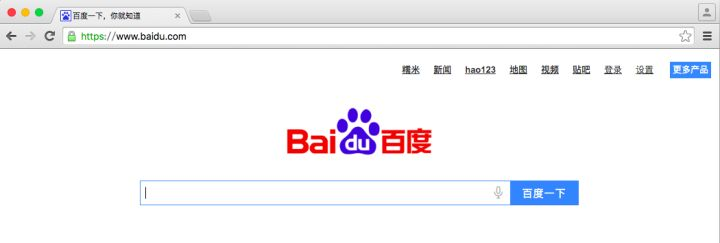 百度一下，你就知道
https://www.baidu.com
糯米 新闻 hao123 地图 视频 贴吧 登录 设置 更多产品
Bai du 百度
百度一下